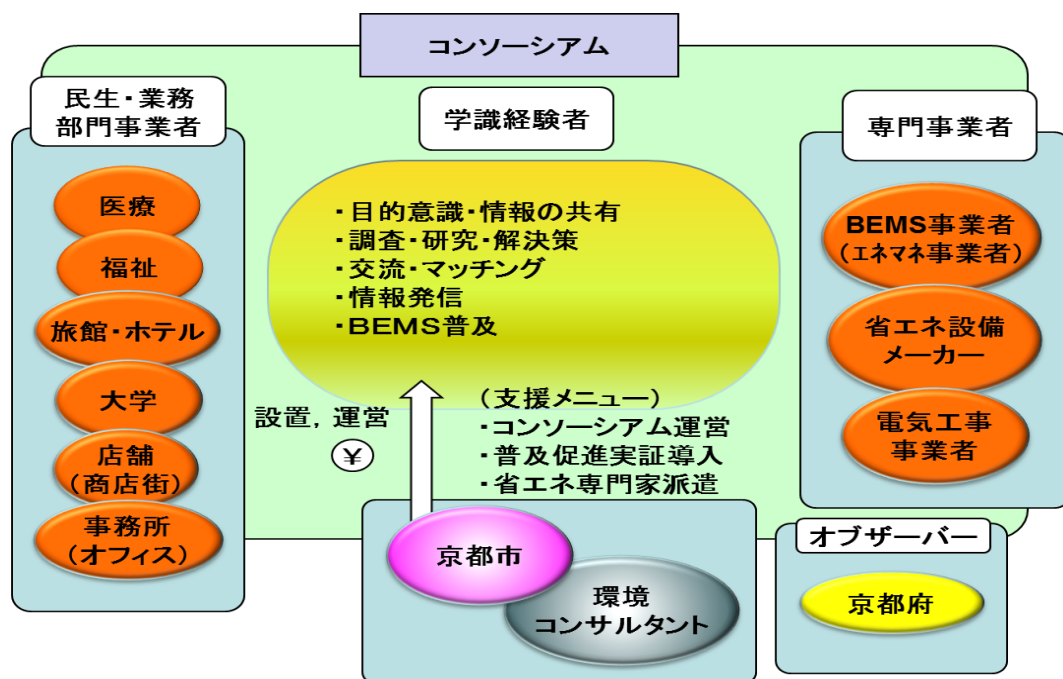 コンソーシアム
民生・業務
部門事業者
医療
福祉
旅館・ホテル
大学
店舗
(商店街)
事務所
(オフィス)
学識経験者
・目的意識・情報の共有
・調査・研究・解決策
・交流・マッチング
・情報発信
・ＢＥＭＳ普及
設置，運営
¥
（支援メニュー）
・コンソーシアム運営
・普及促進実証導入
・省エネ専門家派遣
京都市
環境
コンサルタント
専門事業者
BEMS事業者
(エネマネ事業者)
省エネ設備
メーカー
電気工事
事業者
オブザーバー
京都府